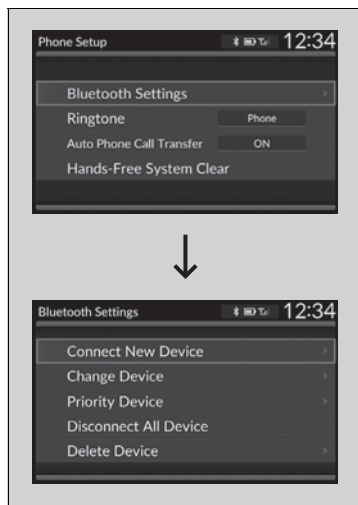 Phone Setup 12:34
Bluetooth Settings
Ringtone Phone
Auto Phone Call Transfer ON
Hands-Free System Clear
Bluetooth Settings 12:34
Connect New Device
Change Device
Priority Device
Disconnect All Device
Delete Device